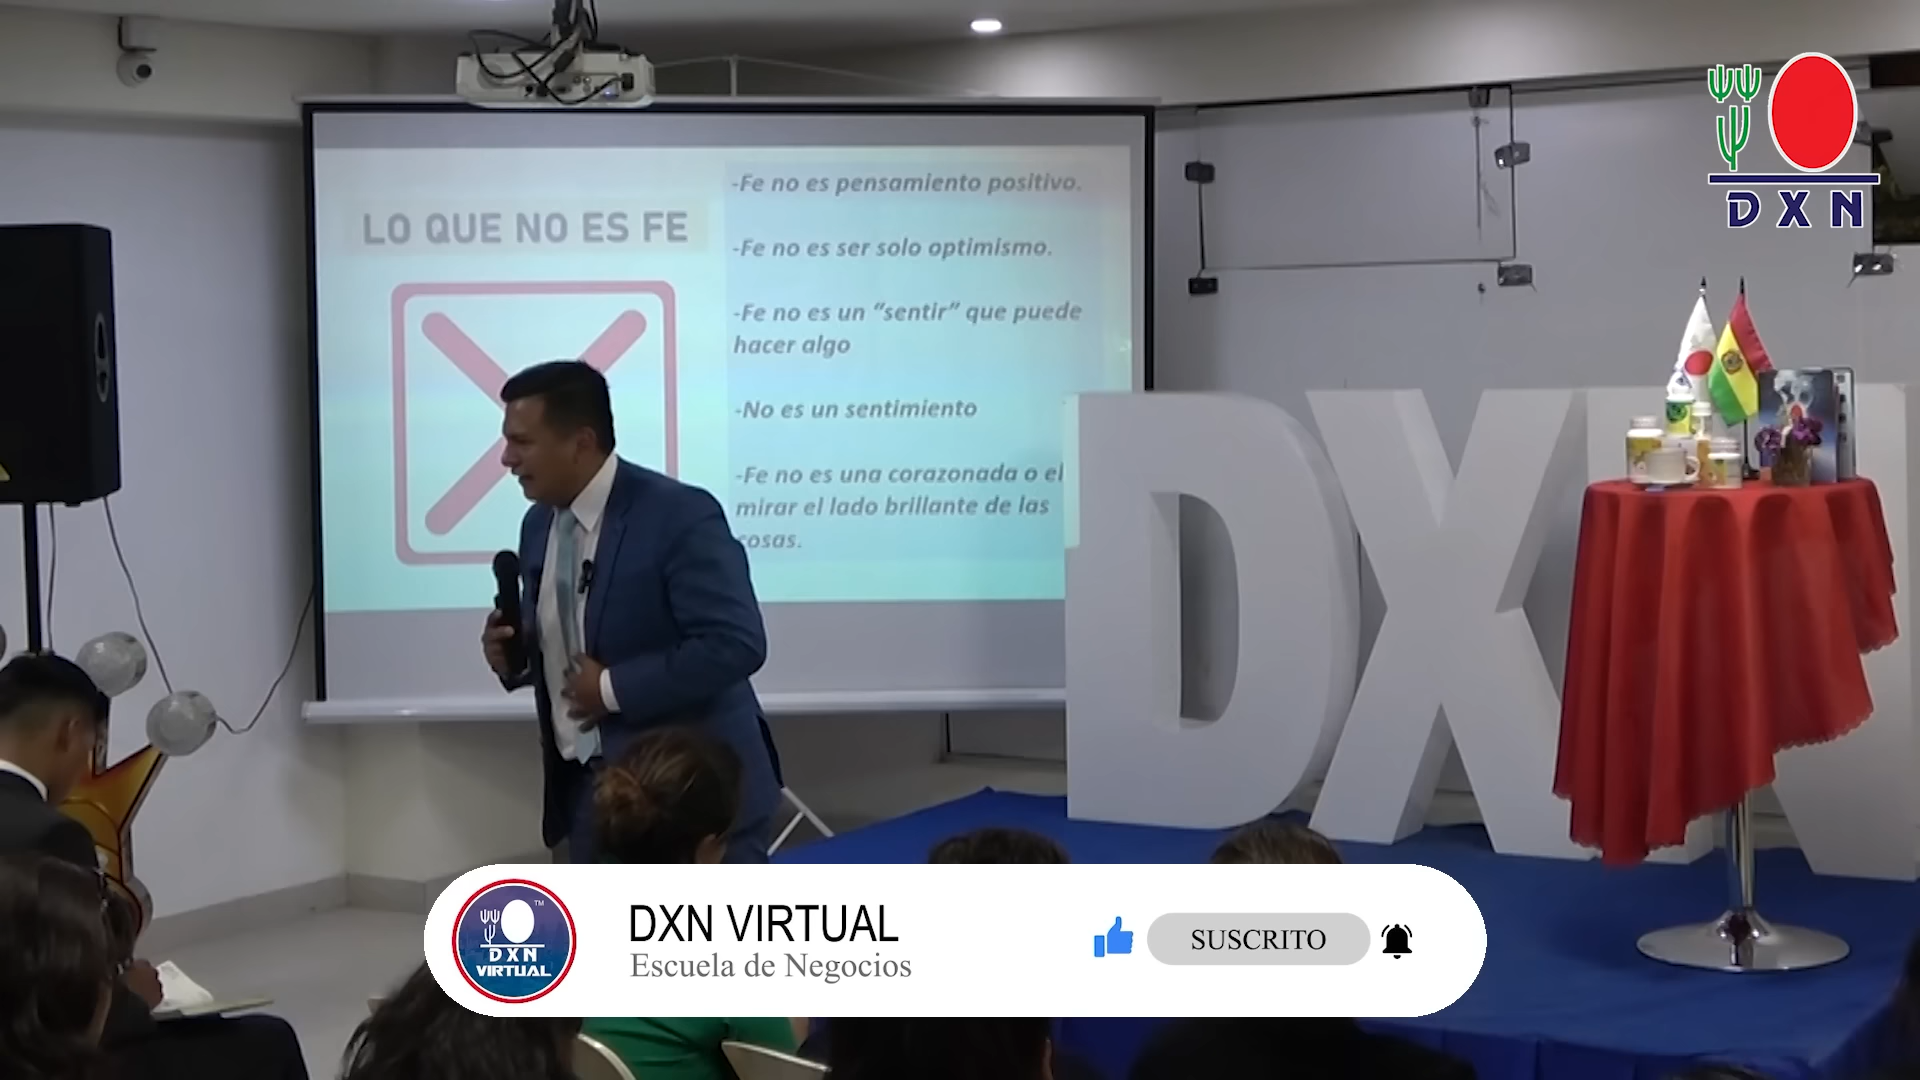 LO QUE NO ES FE
-Fe no es pensamiento positivo.
-Fe no es ser solo optimismo.
-Fe no es un “sentir” que puede
hacer algo
-No es un sentimiento
-Fe no es una corazonada o el
mirar el lado brillante de las
cosas.
DXN
DXN
DXN
VIRTUAL
TM
DXN VIRTUAL
Escuela de Negocios
SUSCRITO